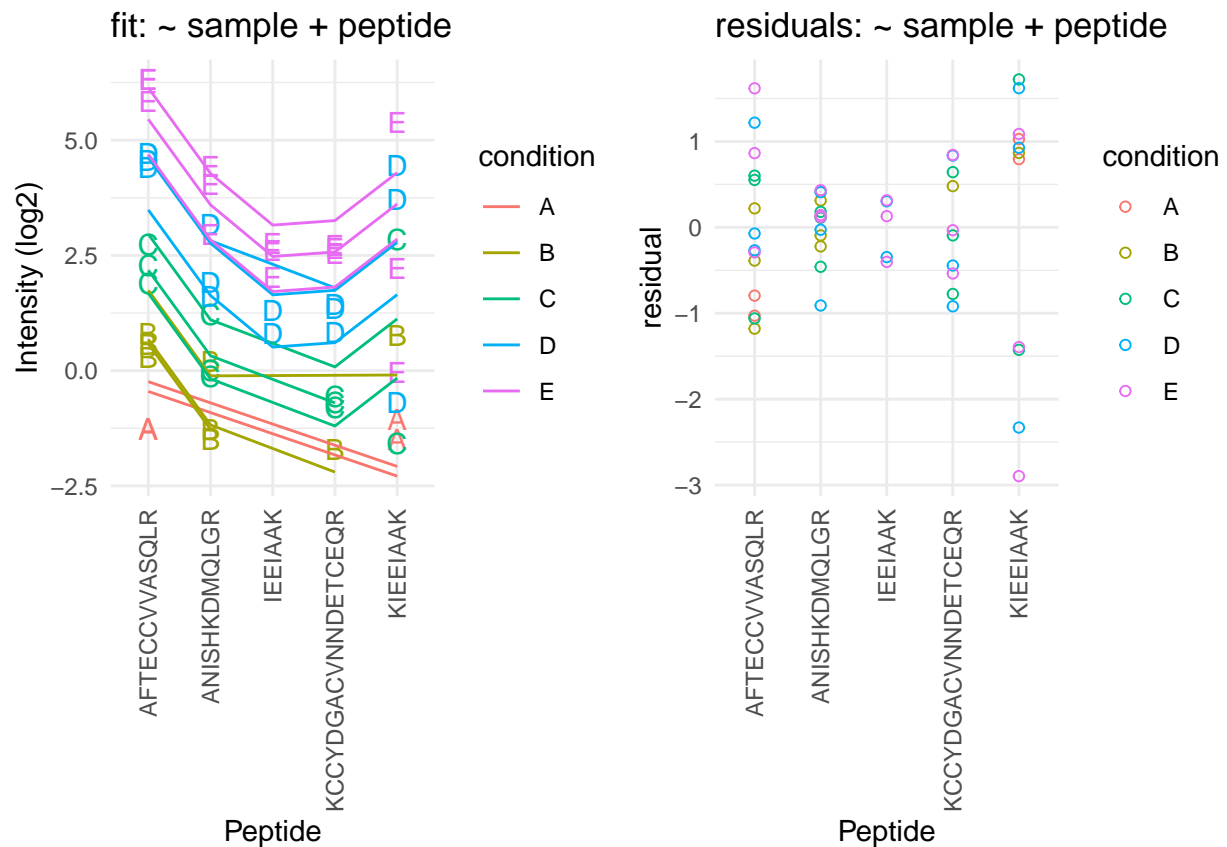 fit: ~ sample + peptide
Intensity (log2)
5.0
2.5
0.0
−2.5
E
E
E
D
D
D
C
C
C
B
B
B
B
A
E
E
E
D
D
D
C
C
C
B
B
B
E
E
E
D
D
E
E
E
D
D
D
C
C
C
B
E
D
D
C
E
B
E
D
A
A
C
C
AFTECCVVASQLR
ANISHKDMQLGR
IEEIAAK
KCCYDGACVNNDETCEQR
KIEEIAAK
Peptide
condition
A
B
C
D
E
residuals: ~ sample + peptide
residual
1
0
−1
−2
−3
AFTECCVVASQLR
ANISHKDMQLGR
IEEIAAK
KCCYDGACVNNDETCEQR
KIEEIAAK
Peptide
condition
A
B
C
D
E